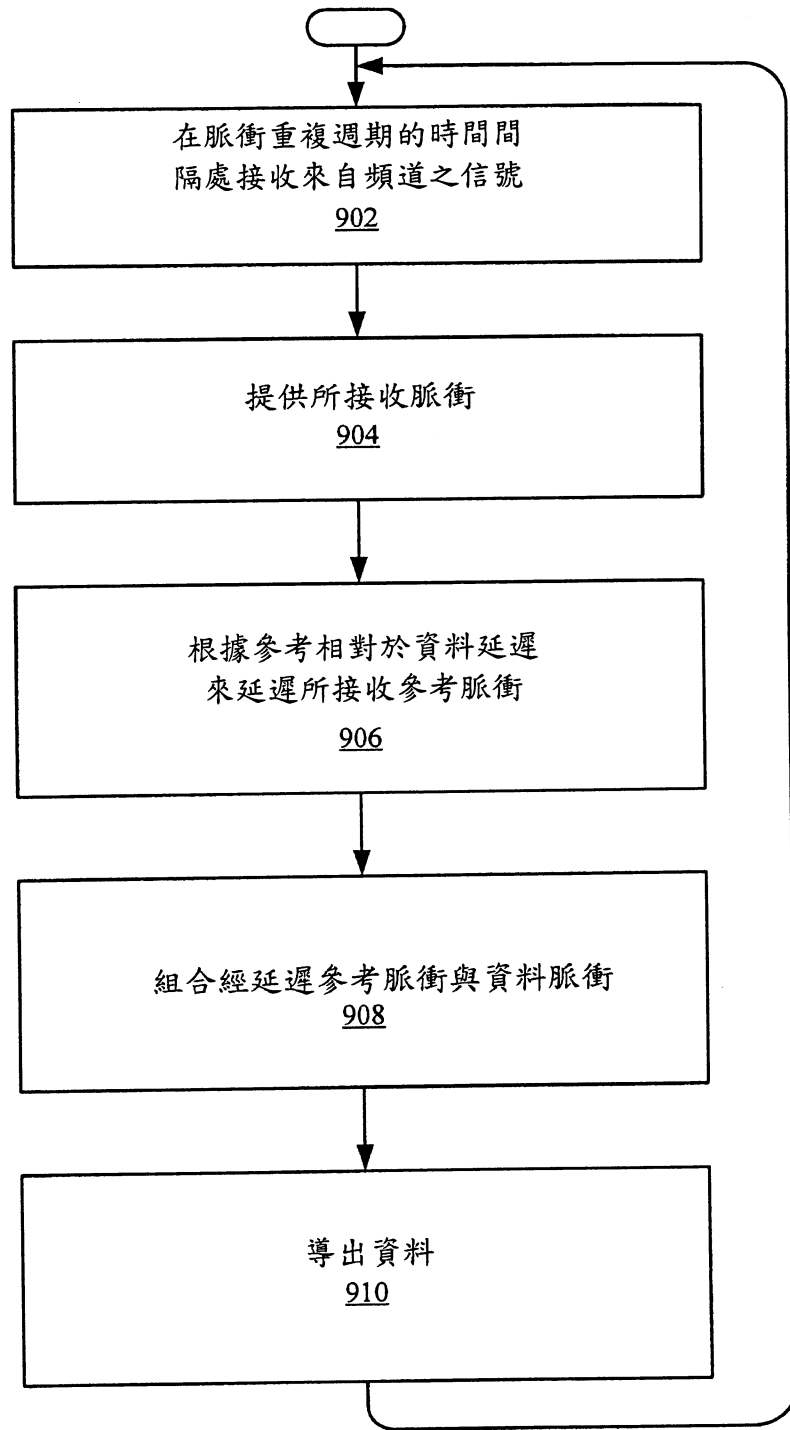 在脈衝重複週期的時間間
隔處接收來自頻道之信號
902
提供所接收脈衝
904
根據參考相對於資料延遲
來延遲所接收參考脈衝
906
組合經延遲參考脈衝與資料脈衝
908
導出資料
910